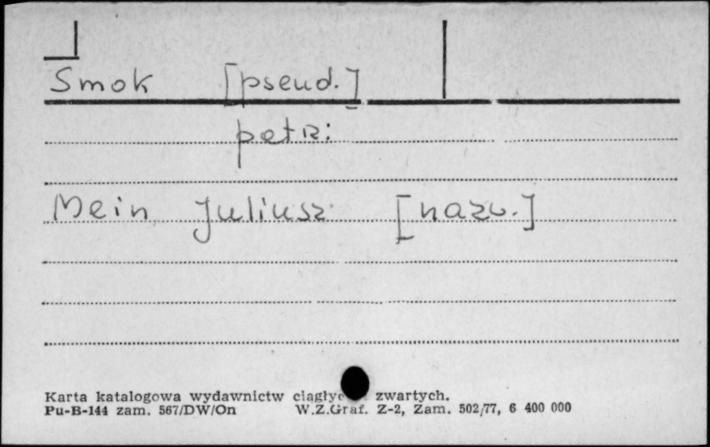 Smok [pseud.]
patrz:
Mein Juliusz [nazw.]
Karta katalogowa wydawnictw zwartych.
Pu-B-144 zam. 567/DW/On W.Z.Graf. Z-2, Zam. 502/77, 6 400 000